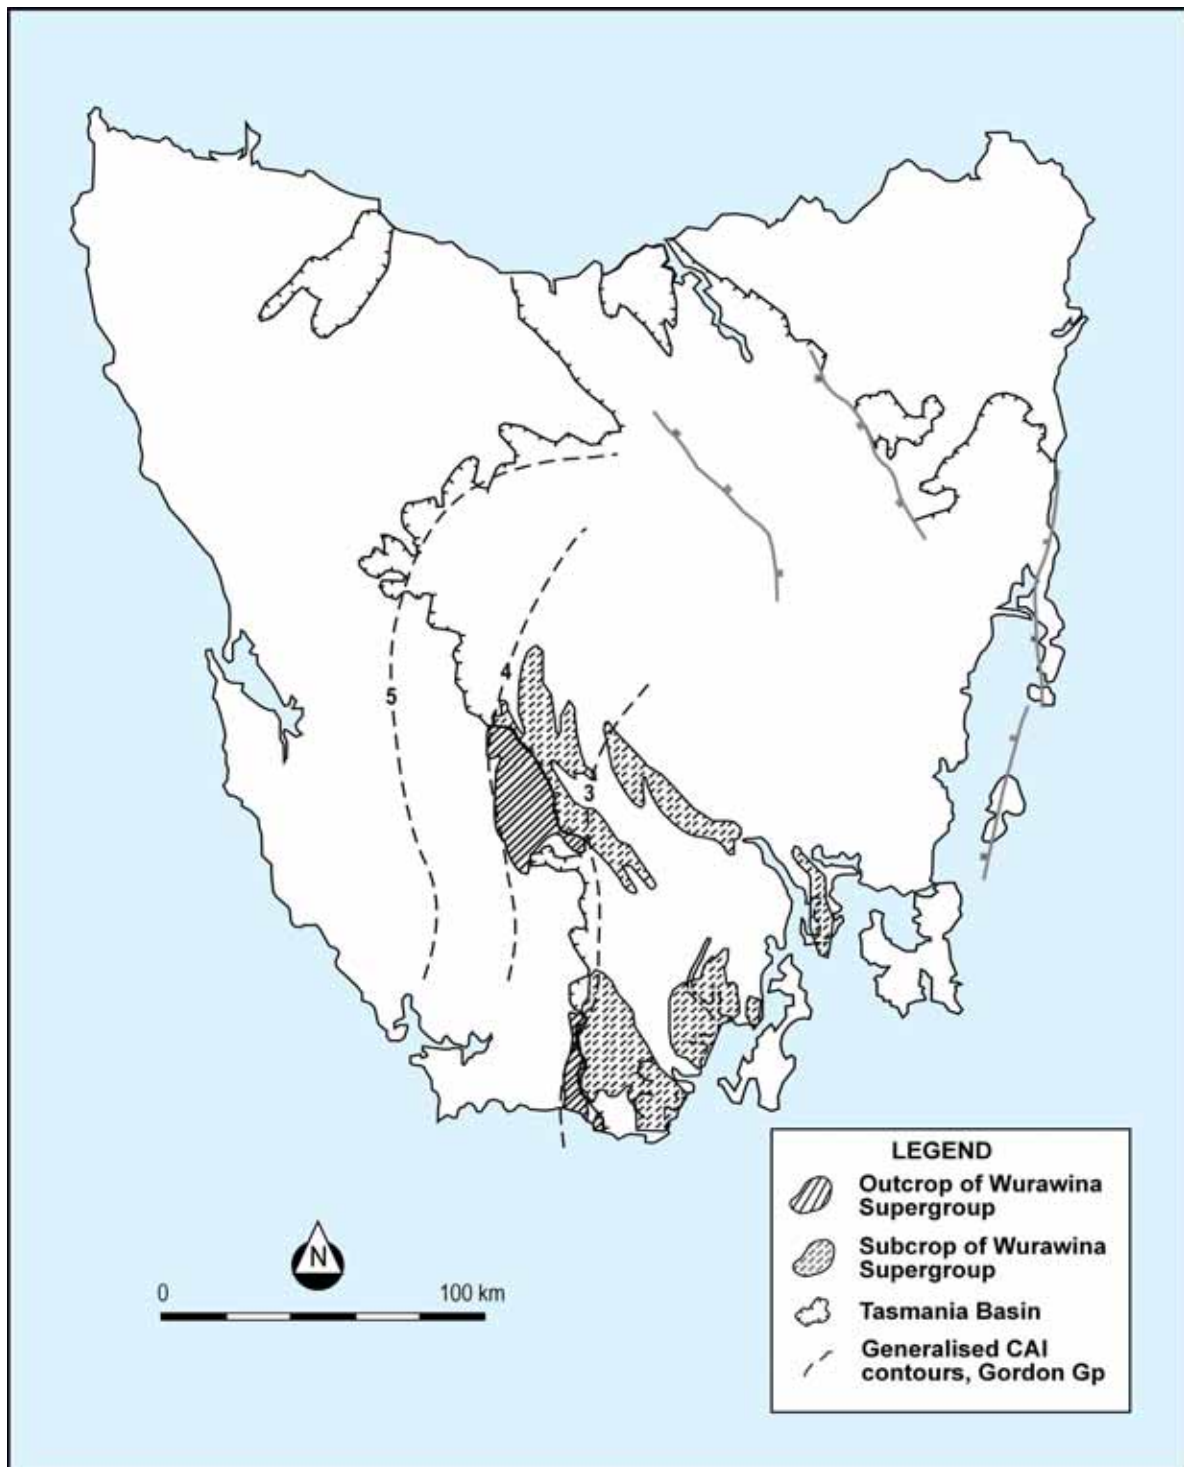 4
5
3
LEGEND
Outcrop of Wurawina
Supergroup
Subcrop of Wurawina
Supergroup
Tasmania Basin
Generalised CAI
contours, Gordon Gp
N
0 100 km